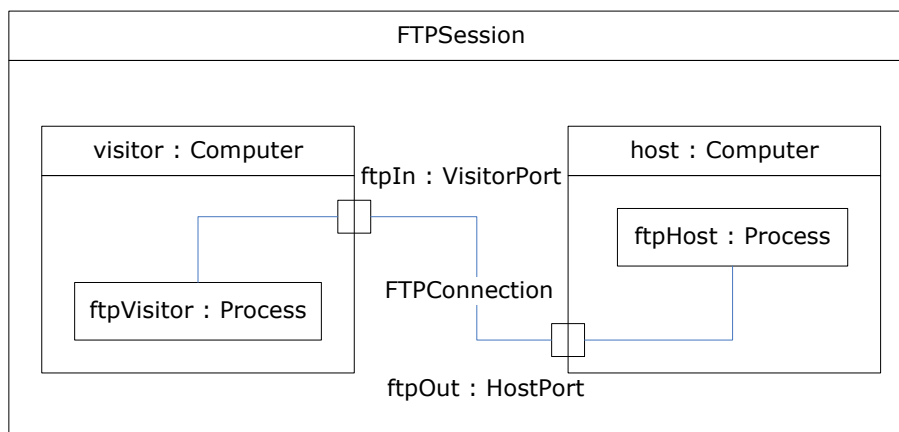 FTPSession
visitor : Computer
host : Computer
ftpIn : VisitorPort
ftpHost : Process
ftpVisitor : Process
FTPConnection
ftpOut : HostPort